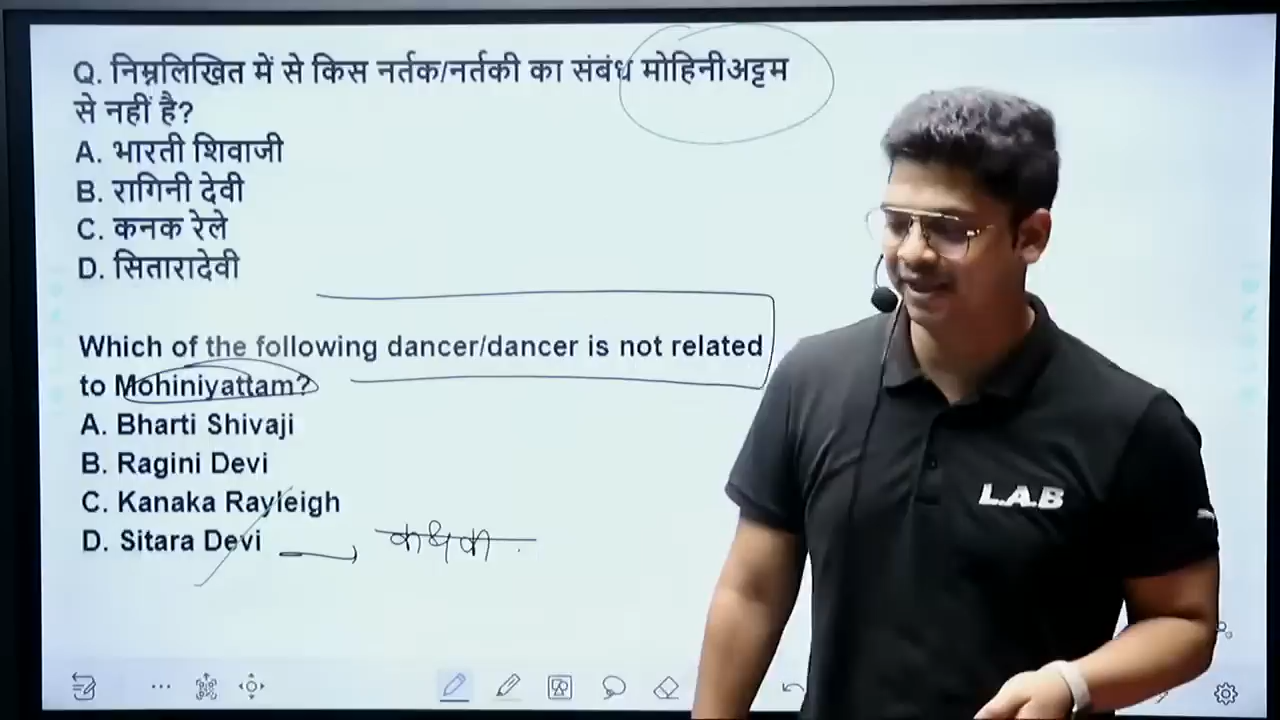 Q. निम्नलिखित में से किस नर्तक/नर्तकी का संबंध मोहिनीअट्टम
से नहीं है?
A. भारती शिवाजी
B. रागिनी देवी
C. कनक रेले
D. सितारादेवी
Which of the following dancer/dancer is not related
to Mohiniyattam?
A. Bharti Shivaji
B. Ragini Devi
C. Kanaka Rayleigh
D. Sitara Devi
कथक
L.A.B